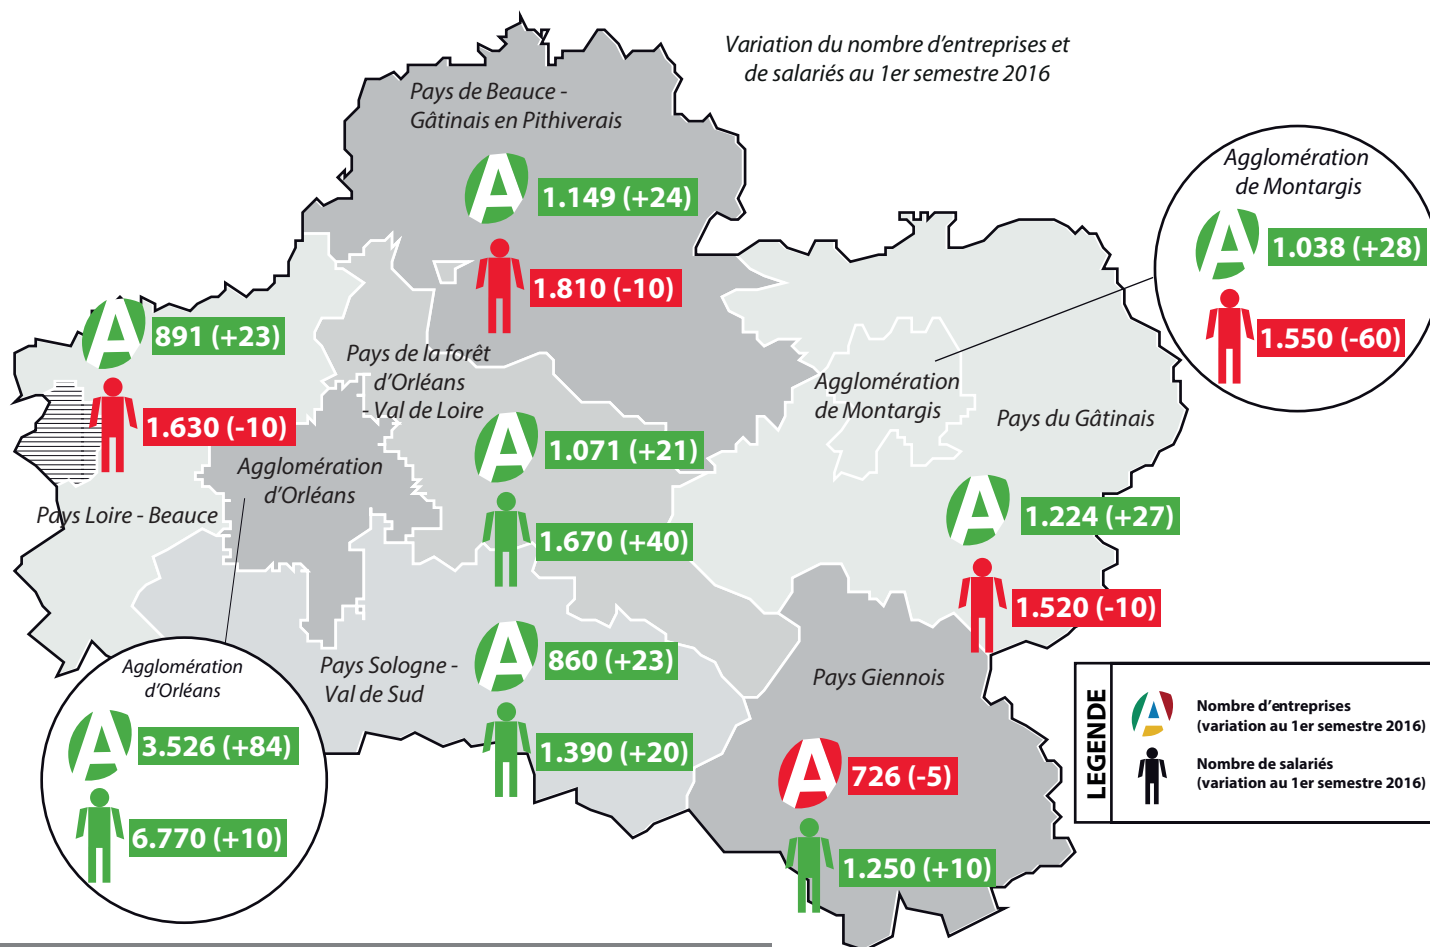 Variation du nombre d'entreprises et
de salariés au 1er semestre 2016
Pays de Beauce -
Gâtinais en Pithiverais
1.149 (+24)
1.810 (-10)
Agglomération
de Montargis
1.038 (+28)
1.550 (-60)
891 (+23)
1.630 (-10)
Pays Loire - Beauce
Pays de la forêt
d'Orléans
- Val de Loire
1.071 (+21)
1.670 (+40)
Agglomération
d'Orléans
Agglomération
de Montargis
Pays du Gâtinais
1.224 (+27)
1.520 (-10)
Pays Sologne -
Val de Sud
860 (+23)
1.390 (+20)
Pays Giennois
726 (-5)
1.250 (+10)
Agglomération
d'Orléans
3.526 (+84)
6.770 (+10)
LEGENDE
Nombre d'entreprises
(variation au 1er semestre 2016)
Nombre de salariés
(variation au 1er semestre 2016)